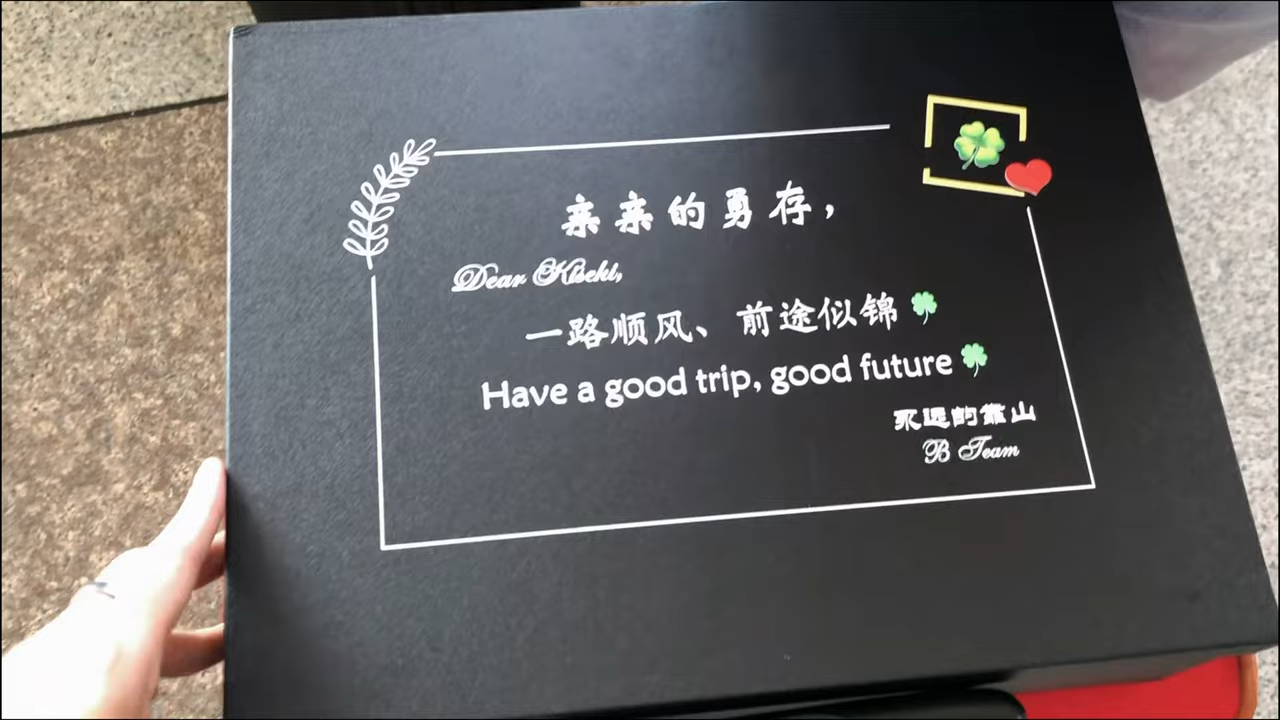 亲亲的勇存，
Dear Kiseki,
一路顺风、前途似锦
Have a good trip, good future
永远的靠山
B Team